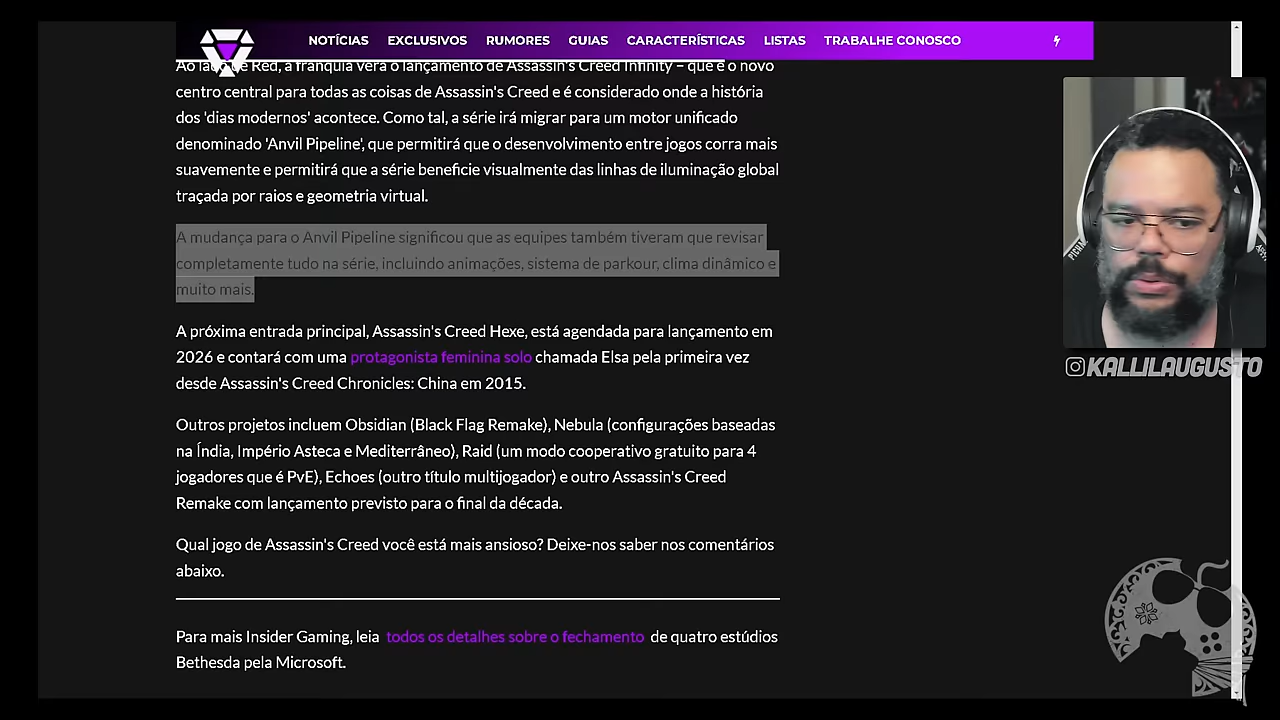 NOTÍCIAS EXCLUSIVOS RUMORES GUIAS CARACTERÍSTICAS LISTAS TRABALHE CONOSCO
Ao lado de Red, a franquia verá o lançamento de Assassin's Creed Infinity – que é o novo
centro central para todas as coisas de Assassin's Creed e é considerado onde a história
dos 'dias modernos' acontece. Como tal, a série irá migrar para um motor unificado
denominado 'Anvil Pipeline', que permitirá que o desenvolvimento entre jogos corra mais
suavemente e permitirá que a série beneficie visualmente das linhas de iluminação global
traçada por raios e geometria virtual.
A mudança para o Anvil Pipeline significou que as equipes também tiveram que revisar
completamente tudo na série, incluindo animações, sistema de parkour, clima dinâmico e
muito mais.
A próxima entrada principal, Assassin's Creed Hexe, está agendada para lançamento em
2026 e contará com uma protagonista feminina solo chamada Elsa pela primeira vez
desde Assassin's Creed Chronicles: China em 2015.
Outros projetos incluem Obsidian (Black Flag Remake), Nebula (configurações baseadas
na Índia, Império Asteca e Mediterrâneo), Raid (um modo cooperativo gratuito para 4
jogadores que é PvE), Echoes (outro título multijogador) e outro Assassin's Creed
Remake com lançamento previsto para o final da década.
Qual jogo de Assassin's Creed você está mais ansioso? Deixe-nos saber nos comentários
abaixo.
Para mais Insider Gaming, leia todos os detalhes sobre o fechamento de quatro estúdios
Bethesda pela Microsoft.
@KALLILAUGUSTO